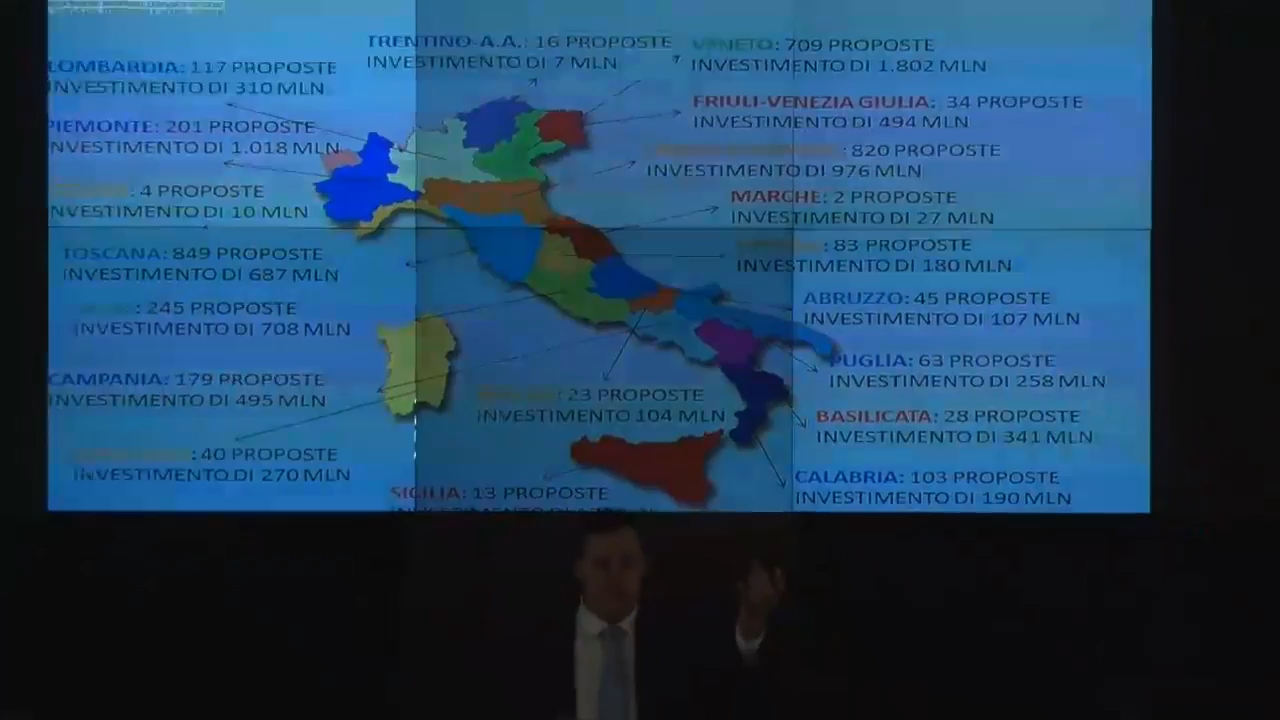 TRENTINO-A.A.: 16 PROPOSTE
INVESTIMENTO DI 7 MLN
VENETO: 709 PROPOSTE
INVESTIMENTO DI 1.802 MLN
LOMBARDIA: 117 PROPOSTE
INVESTIMENTO DI 310 MLN
FRIULI-VENEZIA GIULIA: 34 PROPOSTE
INVESTIMENTO DI 494 MLN
PIEMONTE: 201 PROPOSTE
INVESTIMENTO DI 1.018 MLN
: 820 PROPOSTE
INVESTIMENTO DI 976 MLN
: 4 PROPOSTE
INVESTIMENTO DI 10 MLN
MARCHE: 2 PROPOSTE
INVESTIMENTO DI 27 MLN
TOSCANA: 849 PROPOSTE
INVESTIMENTO DI 687 MLN
: 83 PROPOSTE
INVESTIMENTO DI 180 MLN
: 245 PROPOSTE
INVESTIMENTO DI 708 MLN
ABRUZZO: 45 PROPOSTE
INVESTIMENTO DI 107 MLN
CAMPANIA: 179 PROPOSTE
INVESTIMENTO DI 495 MLN
PUGLIA: 63 PROPOSTE
INVESTIMENTO DI 258 MLN
: 23 PROPOSTE
INVESTIMENTO 104 MLN
BASILICATA: 28 PROPOSTE
INVESTIMENTO DI 341 MLN
: 40 PROPOSTE
INVESTIMENTO DI 270 MLN
CALABRIA: 103 PROPOSTE
INVESTIMENTO DI 190 MLN
SICILIA: 13 PROPOSTE